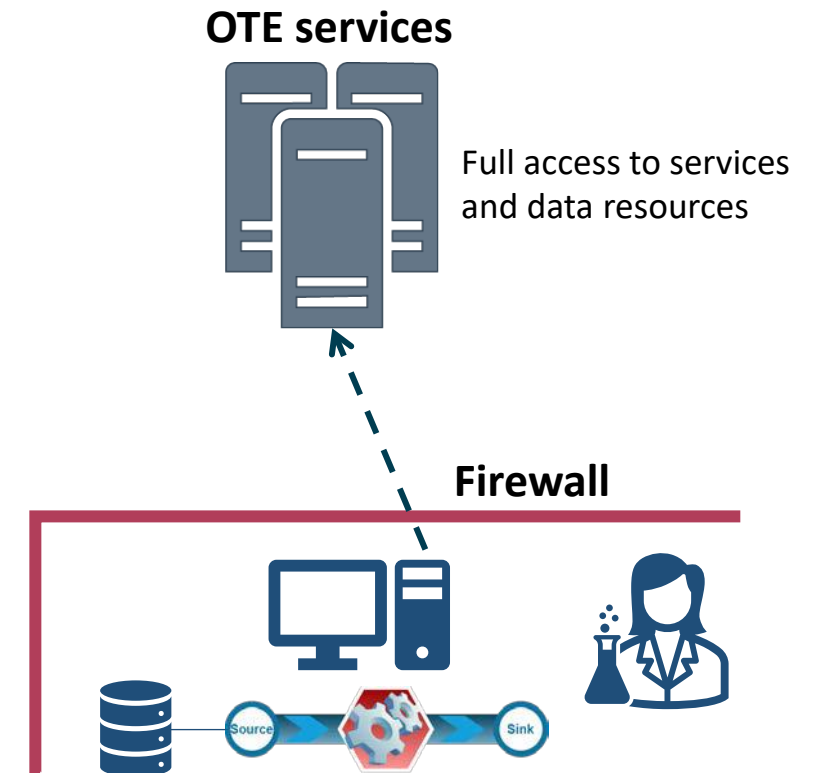 OTE services
Full access to services
and data resources
Firewall
Source
Sink